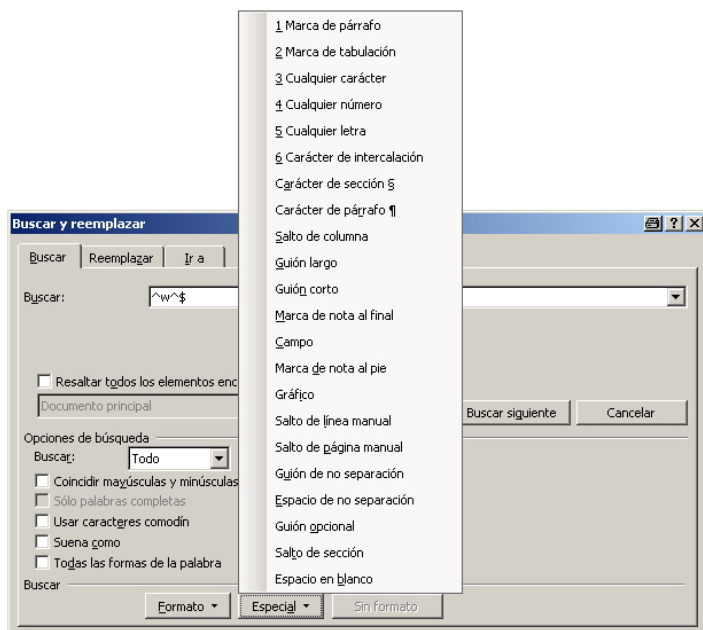 1 Marca de párrafo
2 Marca de tabulación
3 Cualquier carácter
4 Cualquier número
5 Cualquier letra
6 Carácter de intercalación
Carácter de sección §
Carácter de párrafo ¶
Salto de columna
Guión largo
Guión corto
Marca de nota al final
Campo
Marca de nota al pie
Gráfico
Salto de línea manual
Salto de página manual
Guión de no separación
Espacio de no separación
Guión opcional
Salto de sección
Espacio en blanco
Buscar y reemplazar
Buscar Reemplazar Ir a
Buscar: ^w^$
Resaltar todos los elementos enc
Documento principal
Buscar siguiente Cancelar
Opciones de búsqueda
Buscar: Todo
Coincidir mayúsculas y minúsculas
Sólo palabras completas
Usar caracteres comodín
Suena como
Todas las formas de la palabra
Buscar
Formato Especial Sin formato